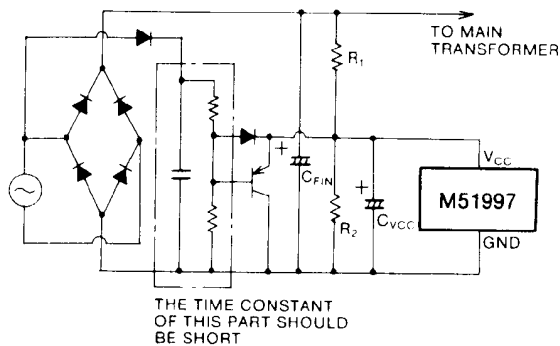 TO MAIN
TRANSFORMER
R1
+
CFIN
R2
+
CVCC
VCC
M51997
GND
THE TIME CONSTANT
OF THIS PART SHOULD
BE SHORT